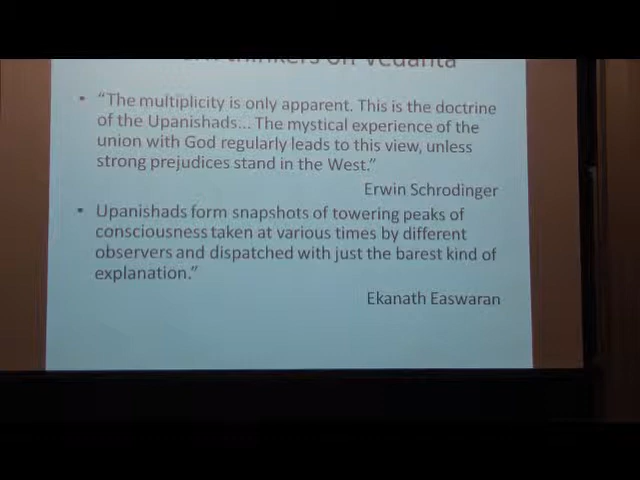 thinkers on Vedanta
• “The multiplicity is only apparent. This is the doctrine
of the Upanishads... The mystical experience of the
union with God regularly leads to this view, unless
strong prejudices stand in the West.”
Erwin Schrodinger
• Upanishads form snapshots of towering peaks of
consciousness taken at various times by different
observers and dispatched with just the barest kind of
explanation.”
Ekanath Easwaran